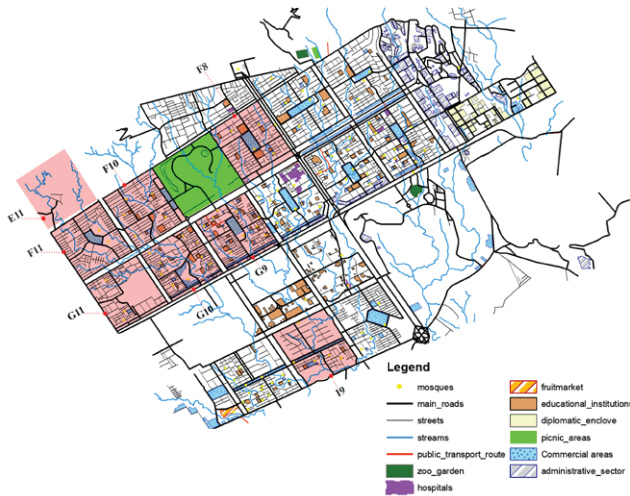 F8
F10
E11
F11
G11
G10
G9
I9
Legend
mosques
main_roads
streets
streams
public_transport_route
zoo_garden
hospitals
fruitmarket
educational_institutions
diplomatic_enclove
picnic_areas
Commercial areas
administrative_sector